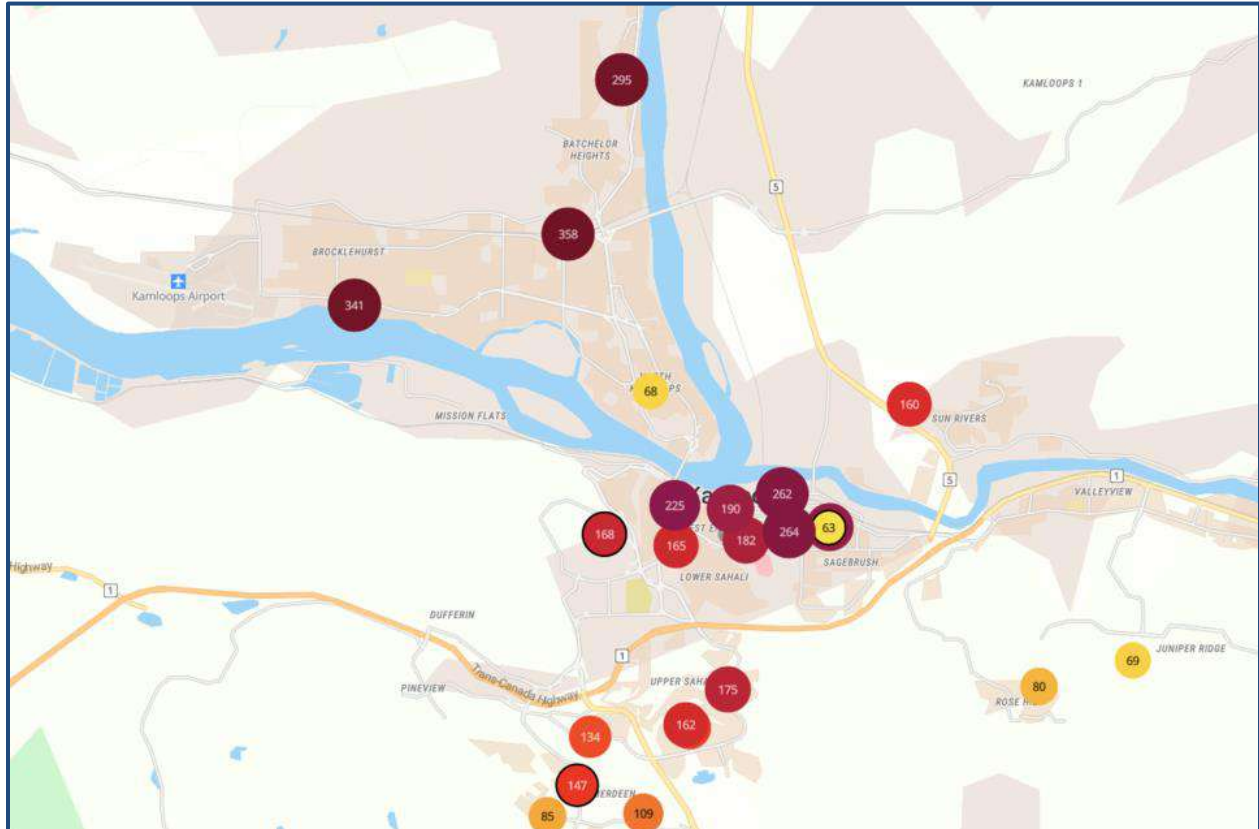 295
KAMLOOPS 1
BATCHELOR
HEIGHTS
5
358
BROCKLEHURST
Kamloops Airport
341
68
160
MISSION FLATS
SUN RIVERS
1
5
VALLEYVIEW
262
225
190
168
264
63
182
165
SAGEBRUSH
LOWER SAHALI
Highway
1
DUFFERIN
1
JUNIPER RIDGE
69
Trans-Canada Highway
PINEVIEW
UPPER
175
80
ROSE
162
134
147
85
109